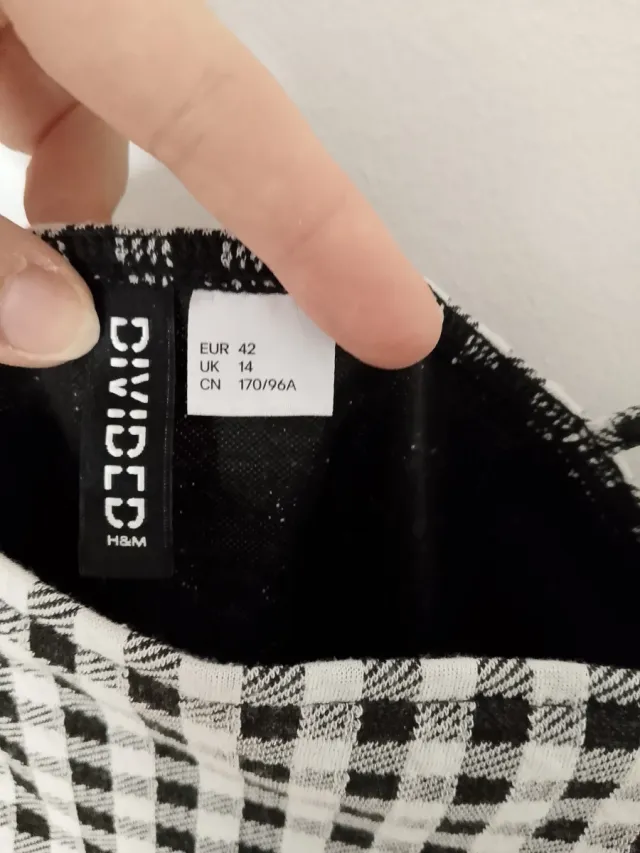 DIVIDED
H&M
EUR 42
UK 14
CN 170/96A